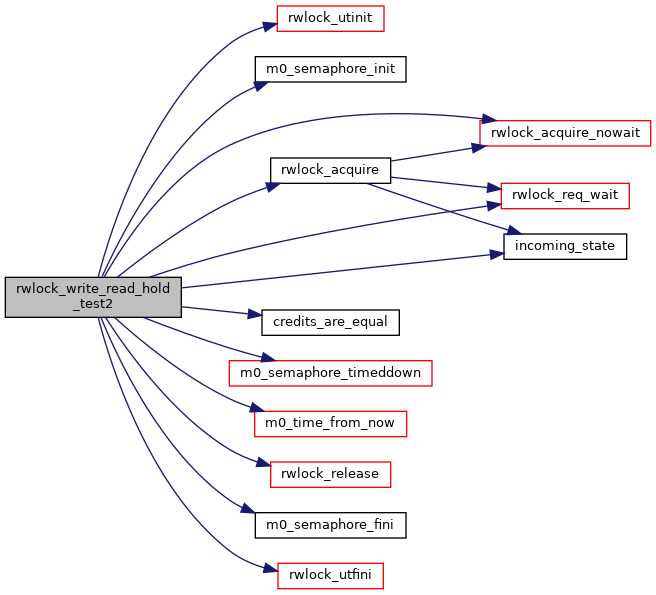 rwlock_utinit
m0_semaphore_init
rwlock_acquire_nowait
rwlock_acquire
rwlock_req_wait
incoming_state
rwlock_write_read_hold
_test2
credits_are_equal
m0_semaphore_timeddown
m0_time_from_now
rwlock_release
m0_semaphore_fini
rwlock_utfini